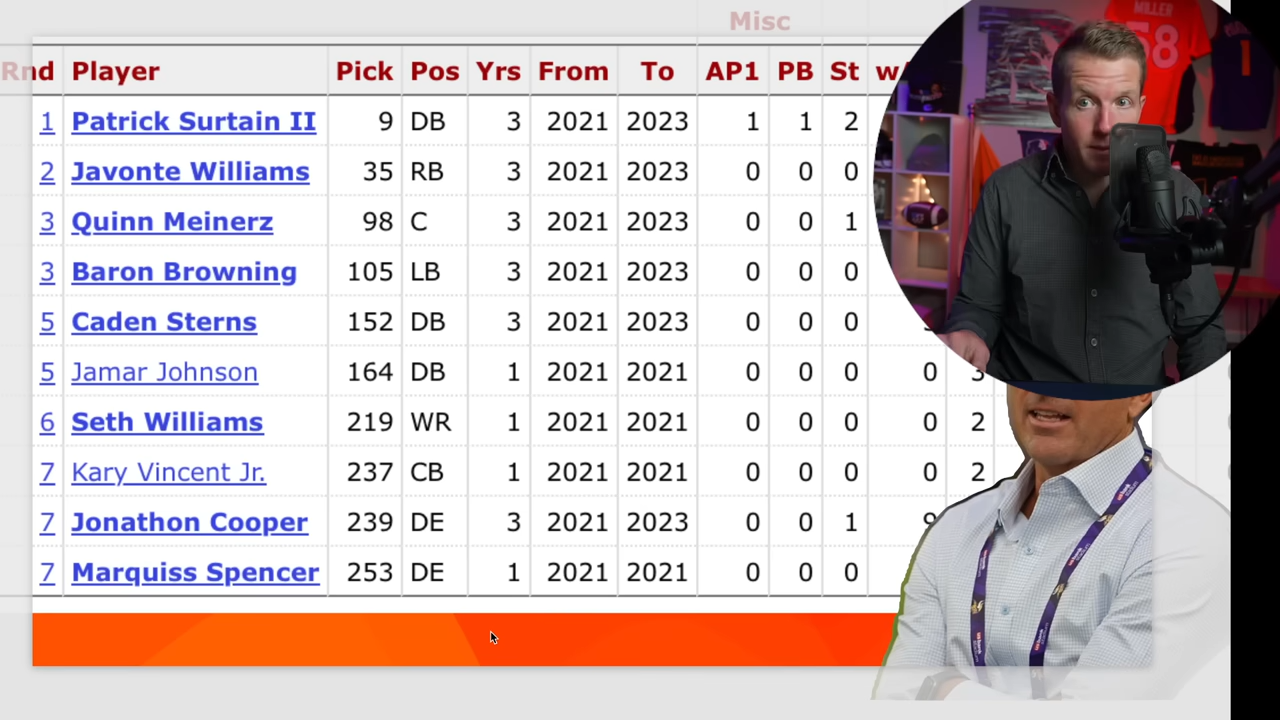 Misc
Rnd Player Pick Pos Yrs From To AP1 PB St
1 Patrick Surtain II 9 DB 3 2021 2023 1 1 2
2 Javonte Williams 35 RB 3 2021 2023 0 0 0
3 Quinn Meinerz 98 C 3 2021 2023 0 0 1
3 Baron Browning 105 LB 3 2021 2023 0 0 0
5 Caden Sterns 152 DB 3 2021 2023 0 0 0
5 Jamar Johnson 164 DB 1 2021 2021 0 0 0 0 3
6 Seth Williams 219 WR 1 2021 2021 0 0 0 0 2
7 Kary Vincent Jr. 237 CB 1 2021 2021 0 0 0 0 2
7 Jonathon Cooper 239 DE 3 2021 2023 0 0 1 9
7 Marquiss Spencer 253 DE 1 2021 2021 0 0 0
MILLER
58
1